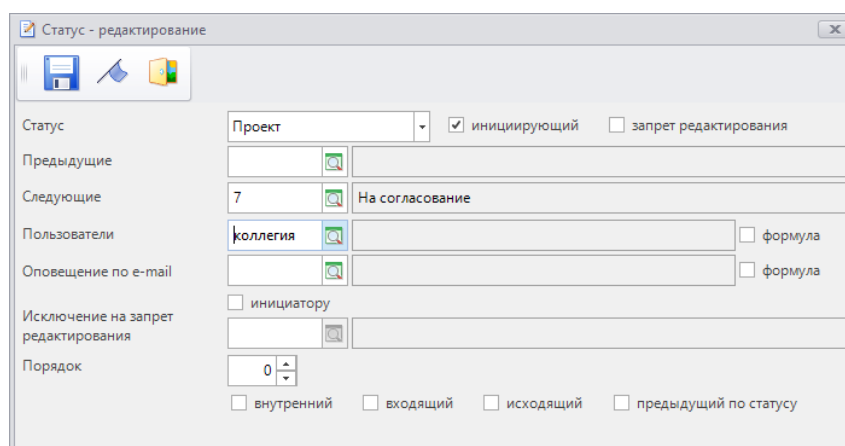 Статус - редактирование
Статус Проект инициирующий запрет редактирования
Предыдущие
Следующие 7 На согласование
Пользователи коллегия формула
Оповещение по e-mail формула
инициатору
Исключение на запрет
редактирования
Порядок 0
внутренний входящий исходящий предыдущий по статусу